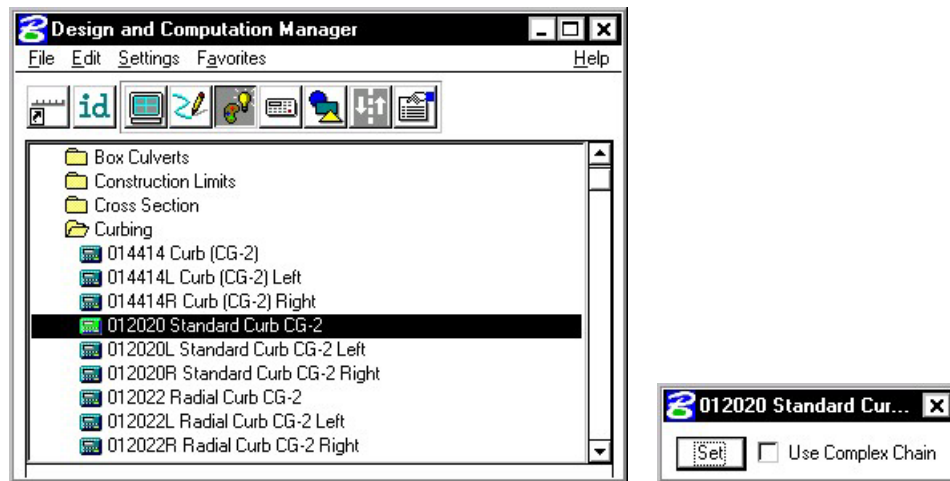 Design and Computation Manager
File Edit Settings Favorites Help
id
Box Culverts
Construction Limits
Cross Section
Curbing
014414 Curb (CG-2)
014414L Curb (CG-2) Left
014414R Curb (CG-2) Right
012020 Standard Curb CG-2
012020L Standard Curb CG-2 Left
012020R Standard Curb CG-2 Right
012022 Radial Curb CG-2
012022L Radial Curb CG-2 Left
012022R Radial Curb CG-2 Right
012020 Standard Cur...
Set Use Complex Chain